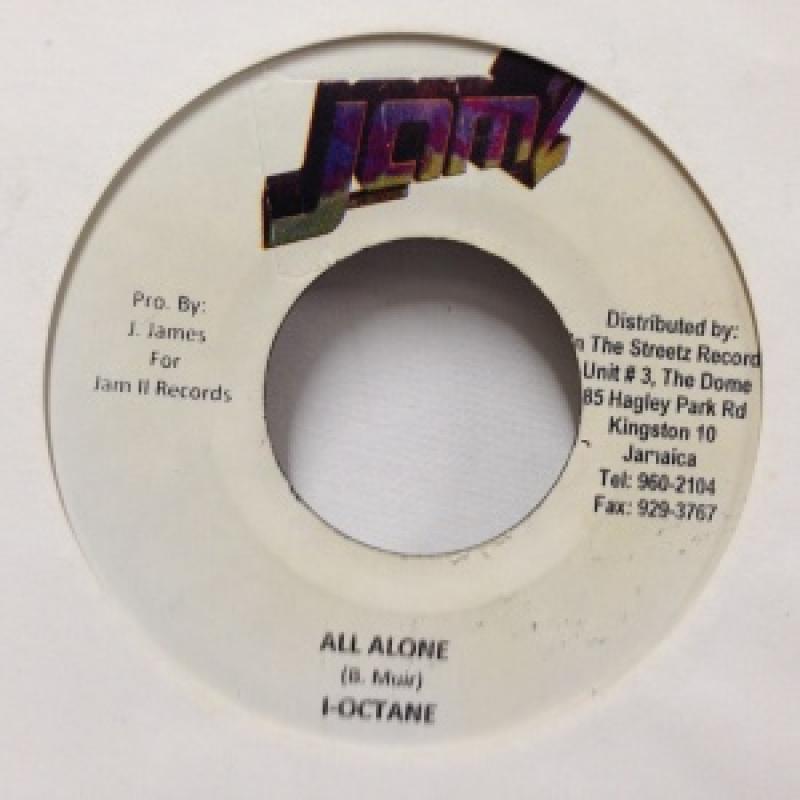 Jam2
Pro. By:
J. James
For
Jam II Records
Distributed by:
n The Streetz Record
Unit # 3, The Dome
85 Hagley Park Rd
Kingston 10
Jamaica
Tel: 960-2104
Fax: 929-3767
ALL ALONE
(B. Muir)
I-OCTANE